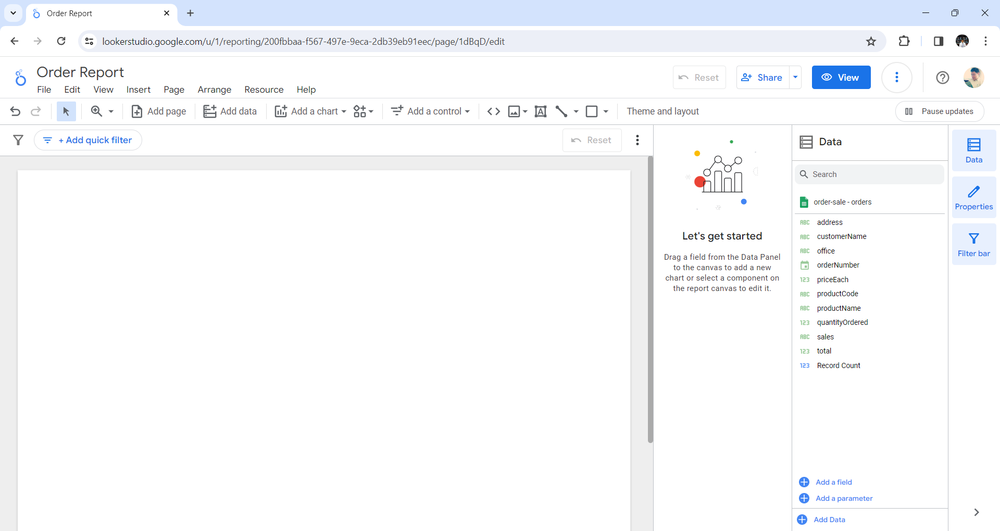 Order Report
lookerstudio.google.com/u/1/reporting/200fbbaa-f567-497e-9eca-2db39eb91eec/page/1dBqD/edit
Order Report
Reset
Share
View
File Edit View Insert Page Arrange Resource Help
Add page
Add data
Add a chart
Add a control
Theme and layout
Pause updates
+ Add quick filter
Reset
Let's get started
Drag a field from the Data Panel
to the canvas to add a new
chart or select a component on
the report canvas to edit it.
Data
Search
order-sale - orders
ABC address
ABC customerName
ABC office
orderNumber
123 priceEach
ABC productCode
ABC productName
123 quantityOrdered
ABC sales
123 total
123 Record Count
Add a field
Add a parameter
Add Data
Data
Properties
Filter bar